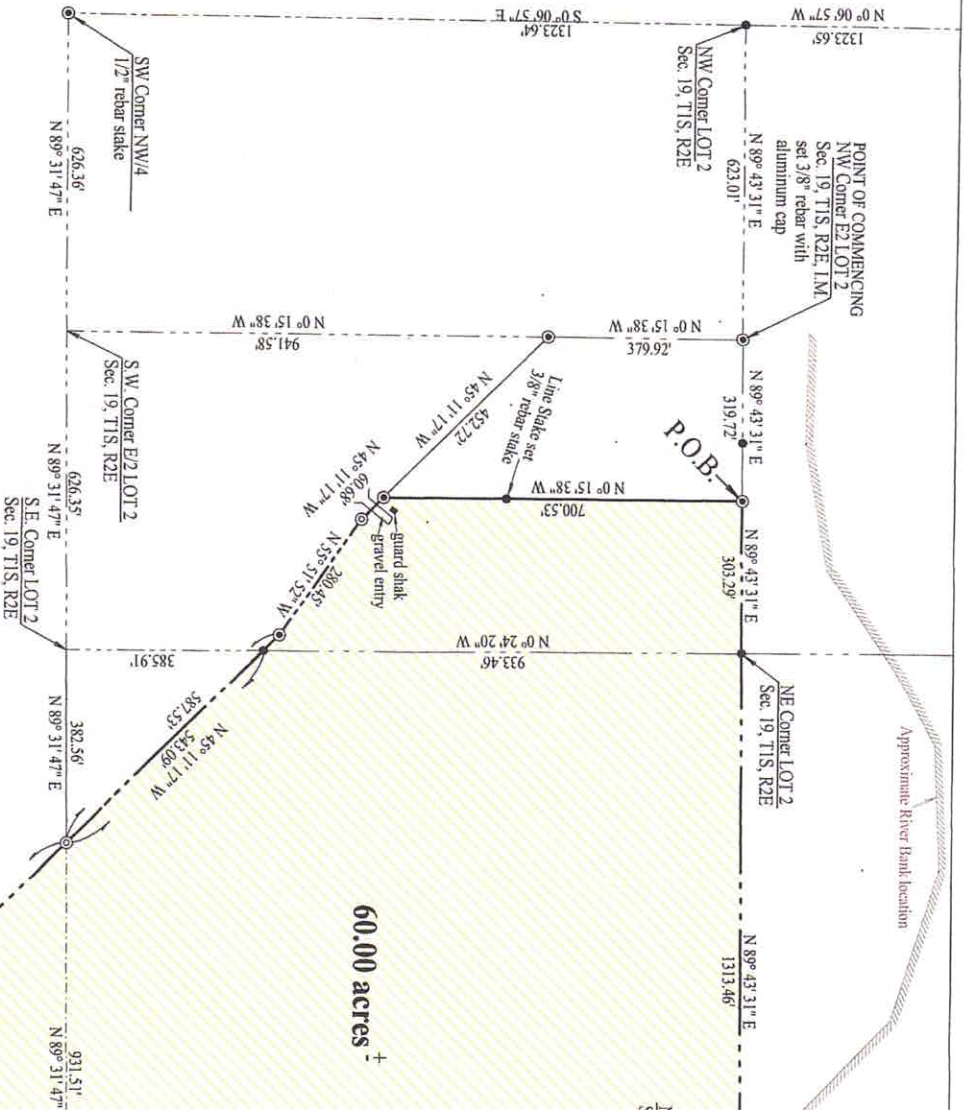 N 0° 06' 57" W
1323.65'
S 0° 06' 57" E
1323.64'
NW Corner LOT 2
Sec. 19, T1S, R2E
POINT OF COMMENCING
NW Corner E2 LOT 2
Sec. 19, T1S, R2E, I.M.
set 3/8" rebar with
aluminum cap
N 89° 43' 31" E
623.01'
N 89° 43' 31" E
319.72'
P.O.B.
N 89° 43' 31" E
303.29'
NE Corner LOT 2
Sec. 19, T1S, R2E
Approximate River Bank location
N 89° 43' 31" E
1313.46'
N 0° 15' 38" W
379.62'
N 0° 15' 38" W
941.58'
N 45° 11' 17" W
452.72'
Line Stake set
3/8" rebar stake
N 0° 15' 38" W
700.53'
N 45° 11' 17" W
60.68'
guard shak
gravel entry
N 55° 51' 52" W
280.45'
N 0° 24' 20" W
933.46'
385.91'
587.53'
N 45° 11' 17" W
543.09'
60.00 acres +-
SW Corner NW/4
1/2" rebar stake
626.36'
N 89° 31' 47" E
S.W. Corner E/2 LOT 2
Sec. 19, T1S, R2E
626.35'
N 89° 31' 47" E
S.E. Corner LOT 2
Sec. 19, T1S, R2E
382.56'
N 89° 31' 47" E
931.51'
N 89° 31' 47"